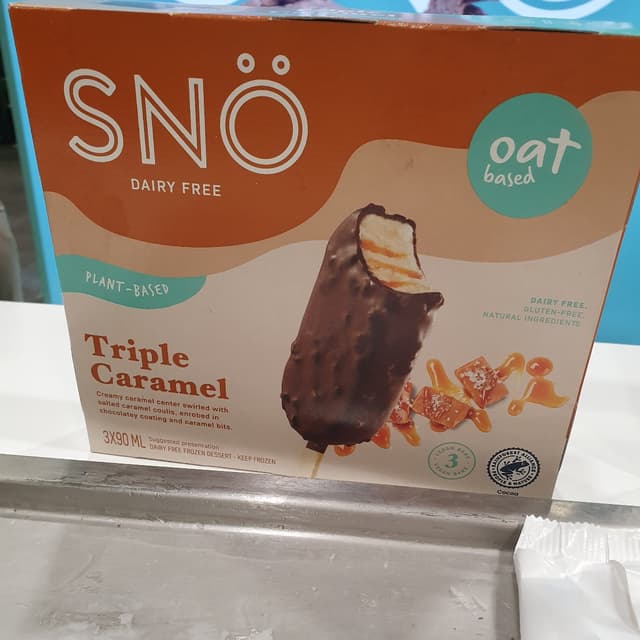 SNÖ
DAIRY FREE
oat
based
PLANT-BASED
DAIRY FREE,
GLUTEN-FREE,
NATURAL INGREDIENTS
Triple
Caramel
Creamy caramel center swirled with
salted caramel coulis, enrobed in
chocolatey coating and caramel bits.
3X90 ML
Suggested presentation
DAIRY FREE FROZEN DESSERT - KEEP FROZEN
3
Cocoa